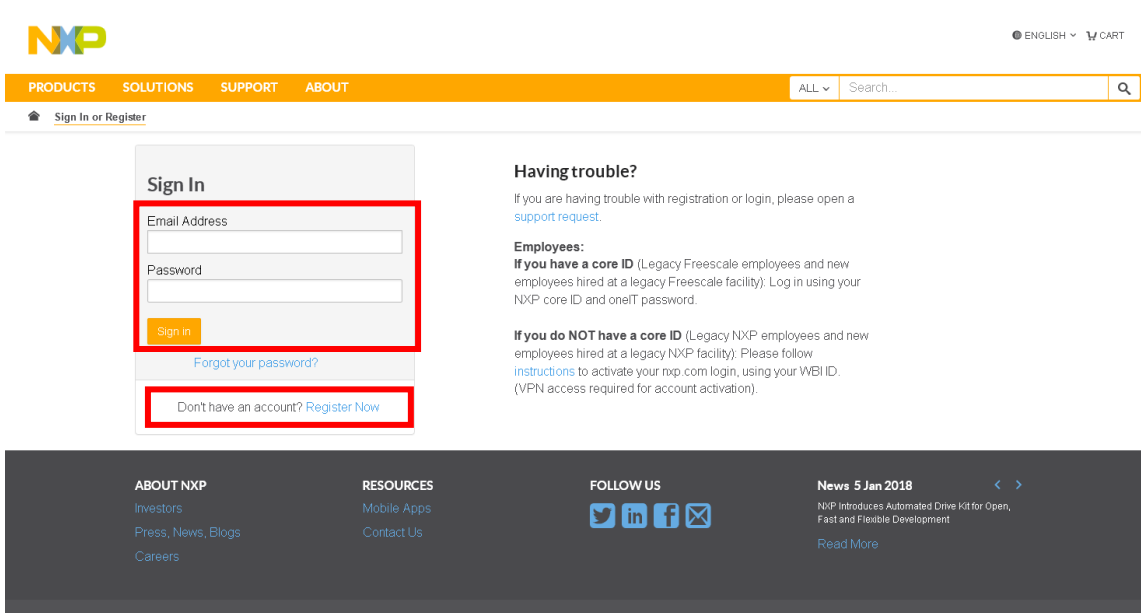 NXP
ENGLISH
CART
PRODUCTS SOLUTIONS SUPPORT ABOUT
ALL
Search...
Sign In or Register
Sign In
Email Address
Password
Sign in
Forgot your password?
Don't have an account? Register Now
Having trouble?
If you are having trouble with registration or login, please open a
support request.
Employees:
If you have a core ID (Legacy Freescale employees and new
employees hired at a legacy Freescale facility): Log in using your
NXP core ID and oneIT password.
If you do NOT have a core ID (Legacy NXP employees and new
employees hired at a legacy NXP facility): Please follow
instructions to activate your nxp.com login, using your WBI ID.
(VPN access required for account activation).
ABOUT NXP
Investors
Press, News, Blogs
Careers
RESOURCES
Mobile Apps
Contact Us
FOLLOW US
News 5 Jan 2018
NXP Introduces Automated Drive Kit for Open,
Fast and Flexible Development
Read More